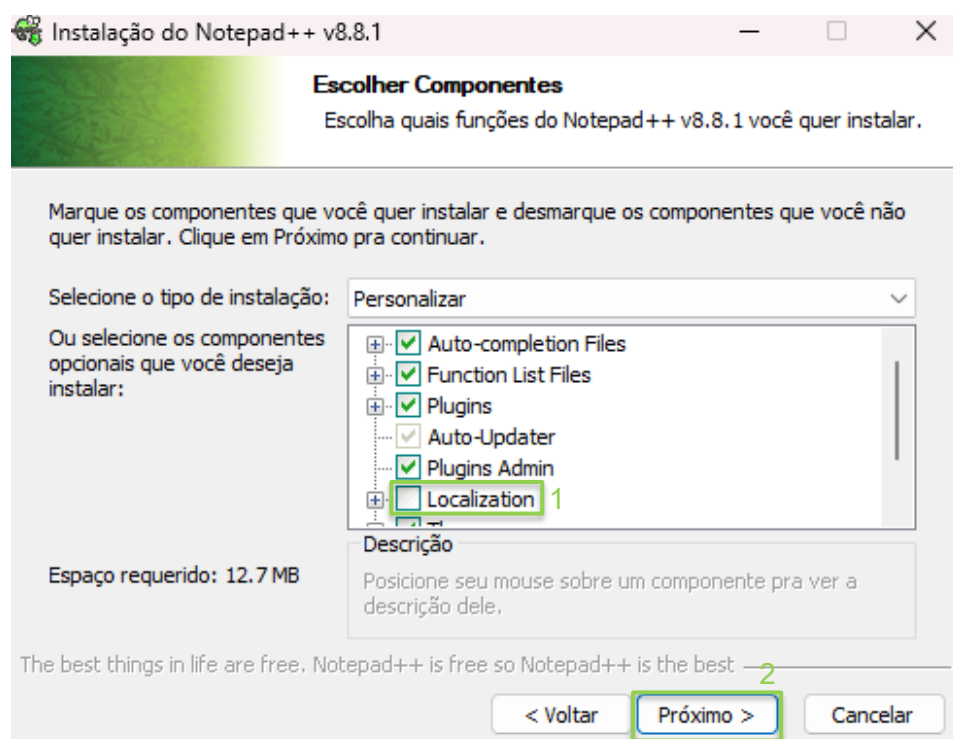 Instalação do Notepad++ v8.8.1
Escolher Componentes
Escolha quais funções do Notepad++ v8.8.1 você quer instalar.
Marque os componentes que você quer instalar e desmarque os componentes que você não
quer instalar. Clique em Próximo pra continuar.
Selecione o tipo de instalação:
Personalizar
Ou selecione os componentes
opcionais que você deseja
instalar:
Auto-completion Files
Function List Files
Plugins
Auto-Updater
Plugins Admin
Localization 1
Espaço requerido: 12.7 MB
Descrição
Posicione seu mouse sobre um componente pra ver a
descrição dele.
The best things in life are free. Notepad++ is free so Notepad++ is the best
2
< Voltar
Próximo >
Cancelar